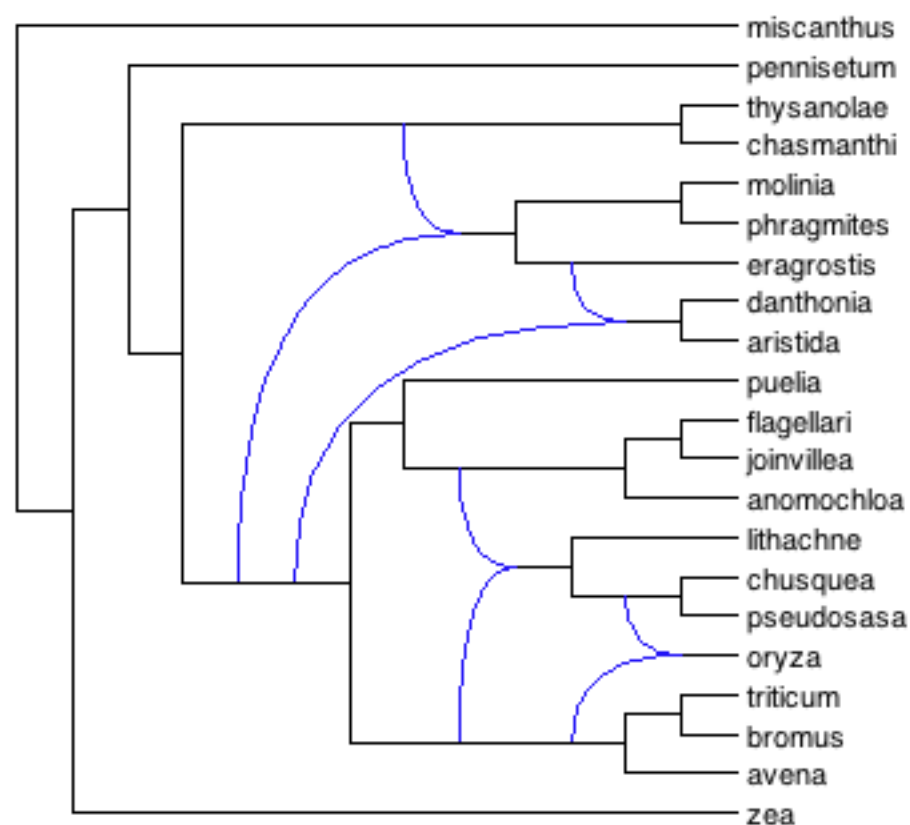 miscanthus
pennisetum
thysanolae
chasmanthi
molinia
phragmites
eragrostis
danthonia
aristida
puelia
flagellari
joinvillea
anomochloa
lithachne
chusquea
pseudosasa
oryza
triticum
bromus
avena
zea